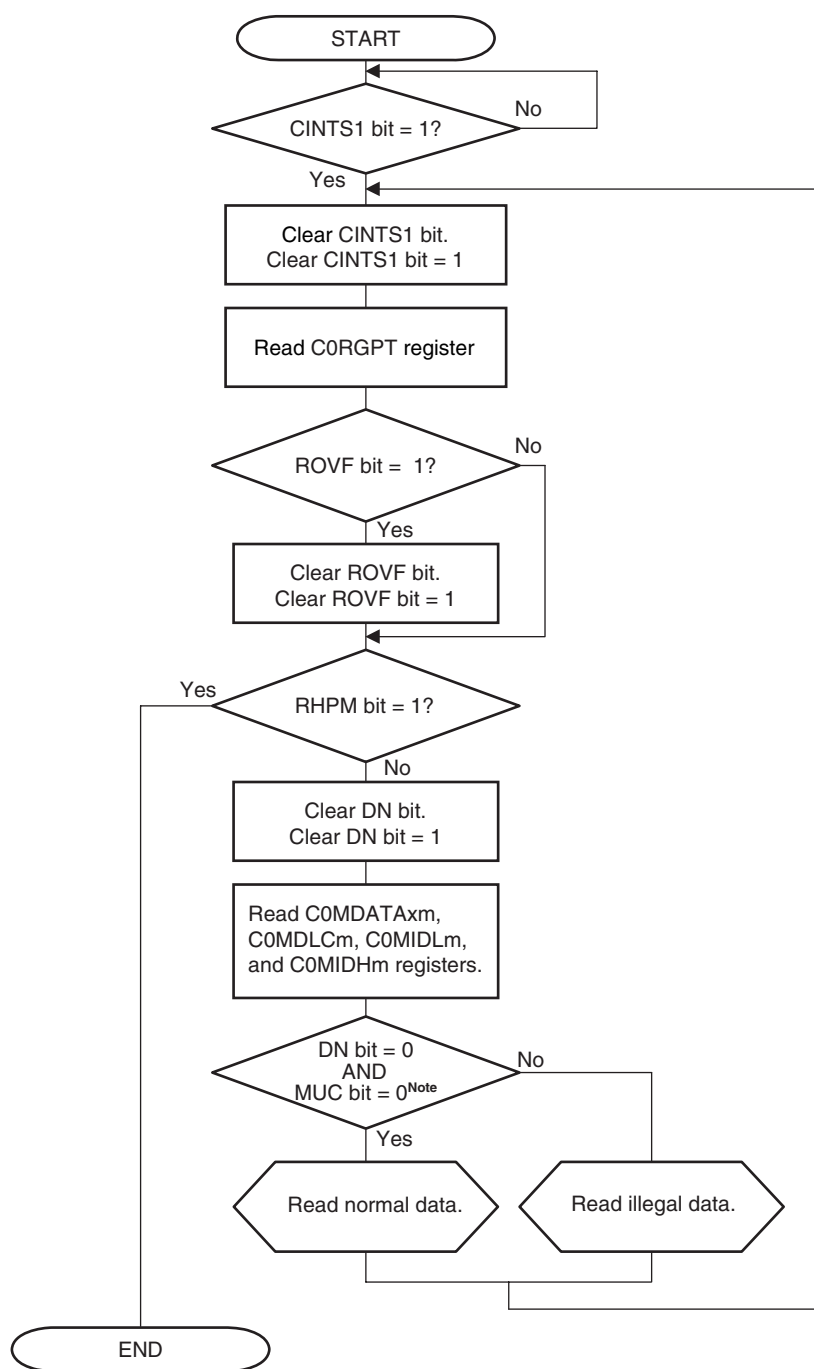 START
No
CINTS1 bit = 1?
Yes
Clear CINTS1 bit.
Clear CINTS1 bit = 1
Read C0RGPT register
No
ROVF bit = 1?
Yes
Clear ROVF bit.
Clear ROVF bit = 1
Yes
RHPM bit = 1?
No
Clear DN bit.
Clear DN bit = 1
Read C0MDATAxm,
C0MDLCm, C0MIDLm,
and C0MIDHm registers.
DN bit = 0
AND
MUC bit = 0Note
No
Yes
Read normal data.
Read illegal data.
END